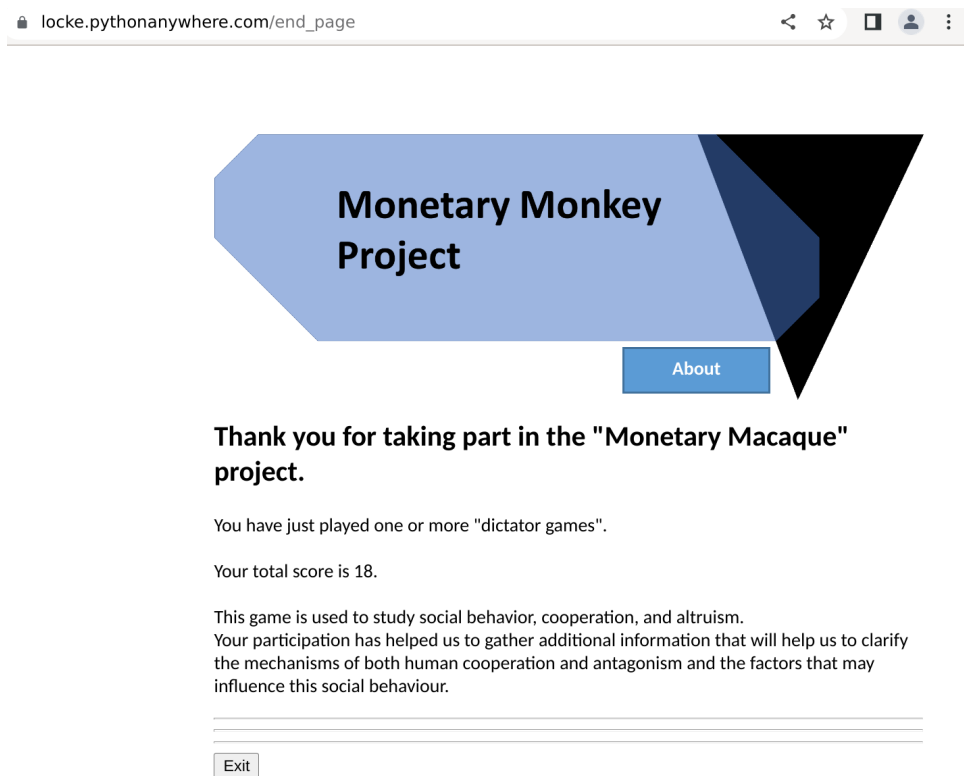 locke.pythonanywhere.com/end_page
Monetary Monkey
Project
About
Thank you for taking part in the "Monetary Macaque"
project.
You have just played one or more "dictator games".
Your total score is 18.
This game is used to study social behavior, cooperation, and altruism.
Your participation has helped us to gather additional information that will help us to clarify
the mechanisms of both human cooperation and antagonism and the factors that may
influence this social behaviour.
Exit